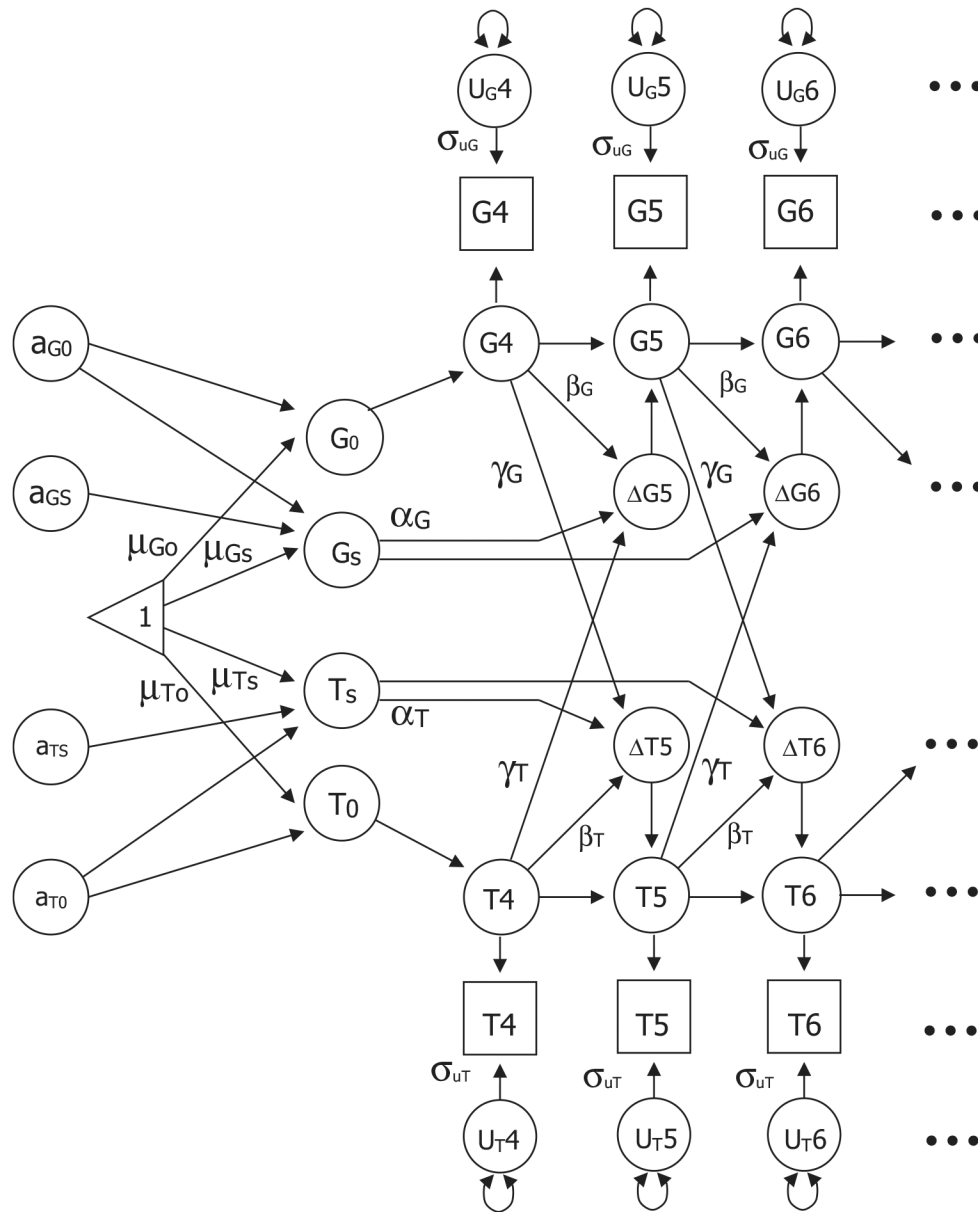 UG4 UG5 UG6 •••
σuG σuG σuG
G4 G5 G6 •••
aG0 G4 G5 G6 •••
βG βG
G0
γG γG
aGS ΔG5 ΔG6 •••
αG
μGo μGs Gs
1
μTo μTs Ts
αT
aTS ΔT5 ΔT6 •••
γT γT
T0
βT βT
aT0 T4 T5 T6 •••
T4 T5 T6 •••
σuT σuT σuT
UT4 UT5 UT6 •••